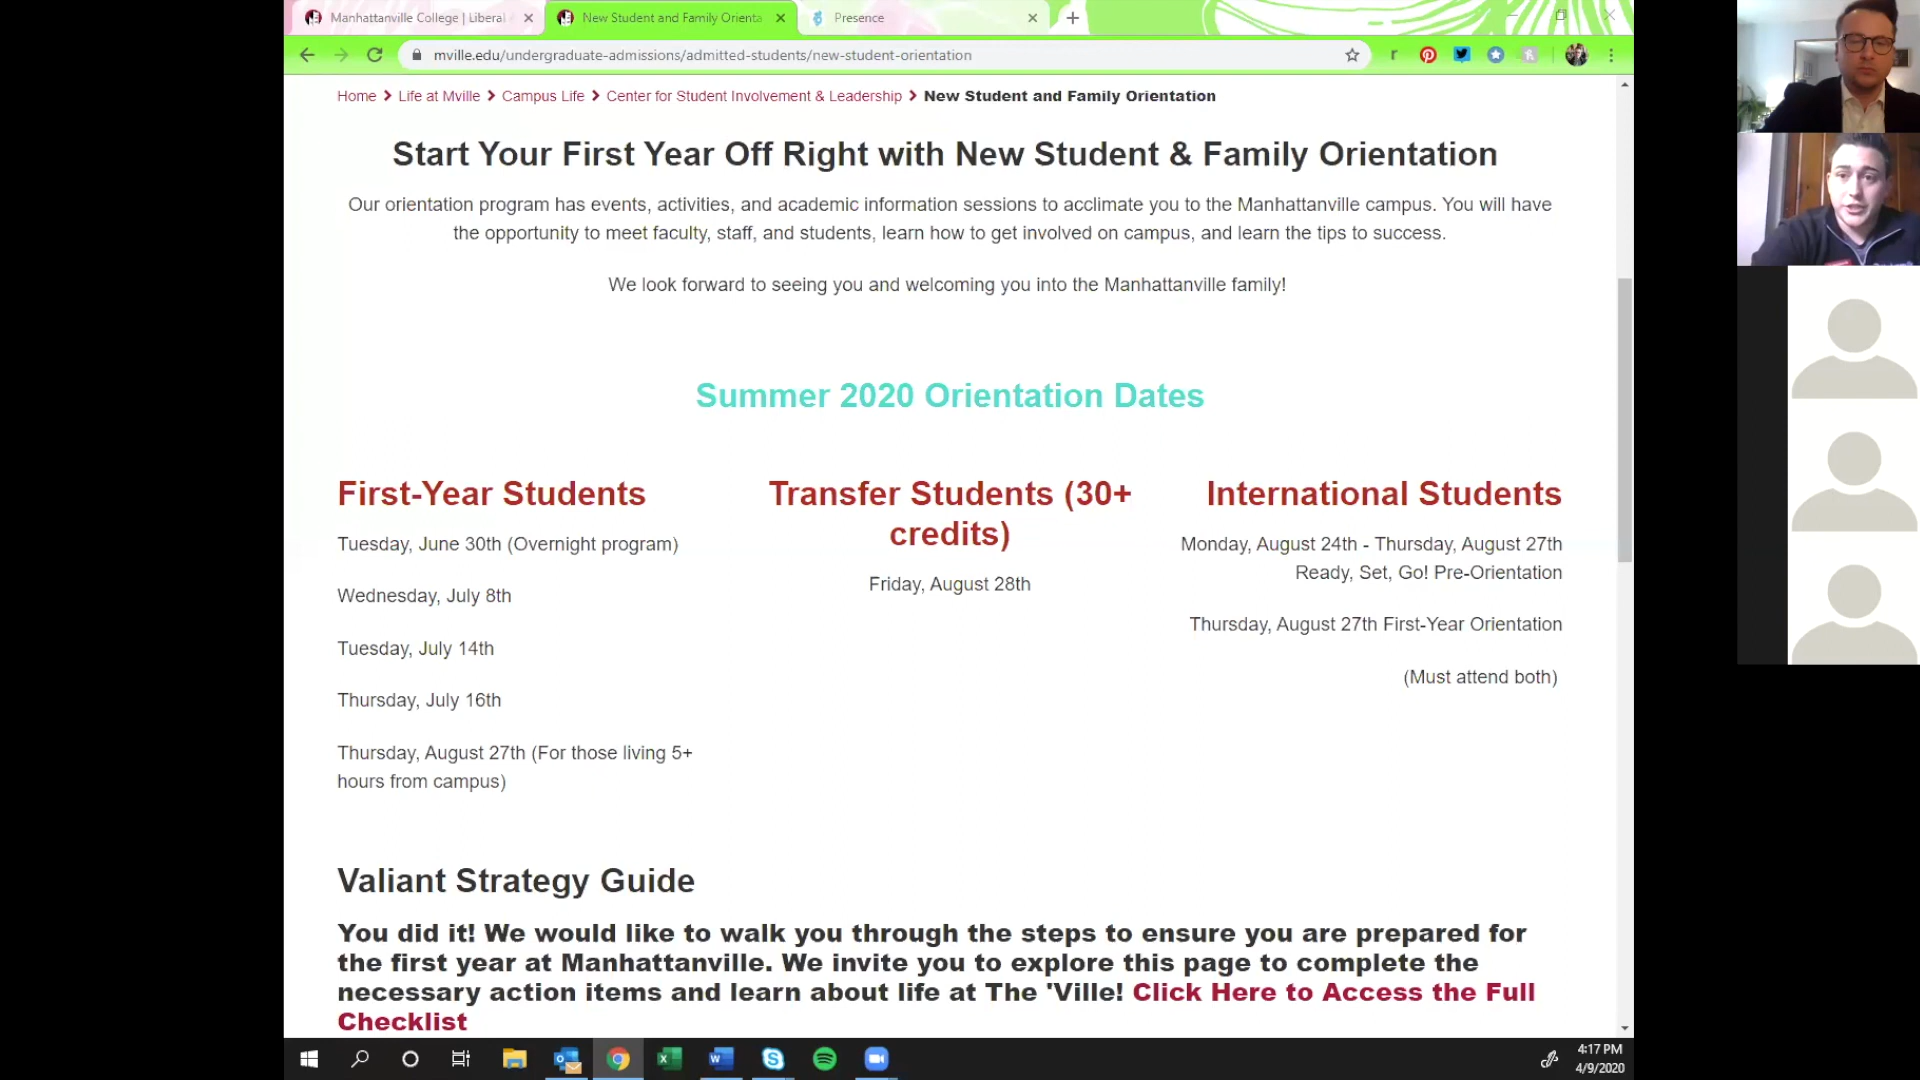 Manhattanville College | Liberal
New Student and Family Orienta
Presence
mville.edu/undergraduate-admissions/admitted-students/new-student-orientation
Home > Life at Mville > Campus Life > Center for Student Involvement & Leadership > New Student and Family Orientation
Start Your First Year Off Right with New Student & Family Orientation
Our orientation program has events, activities, and academic information sessions to acclimate you to the Manhattanville campus. You will have
the opportunity to meet faculty, staff, and students, learn how to get involved on campus, and learn the tips to success.
We look forward to seeing you and welcoming you into the Manhattanville family!
Summer 2020 Orientation Dates
First-Year Students
Tuesday, June 30th (Overnight program)
Wednesday, July 8th
Tuesday, July 14th
Thursday, July 16th
Thursday, August 27th (For those living 5+
hours from campus)
Transfer Students (30+
credits)
Friday, August 28th
International Students
Monday, August 24th - Thursday, August 27th
Ready, Set, Go! Pre-Orientation
Thursday, August 27th First-Year Orientation
(Must attend both)
Valiant Strategy Guide
You did it! We would like to walk you through the steps to ensure you are prepared for
the first year at Manhattanville. We invite you to explore this page to complete the
necessary action items and learn about life at The 'Ville! Click Here to Access the Full
Checklist
4:17 PM
4/9/2020